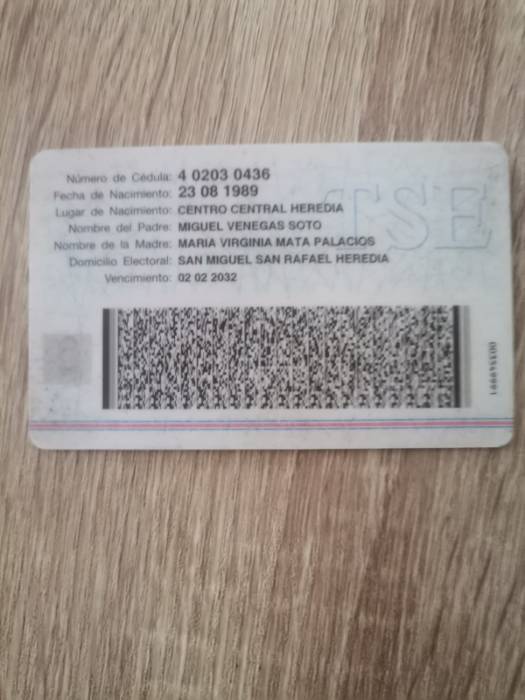 Número de Cédula: 4 0203 0436
Fecha de Nacimiento: 23 08 1989
Lugar de Nacimiento: CENTRO CENTRAL HEREDIA
Nombre del Padre: MIGUEL VENEGAS SOTO
Nombre de la Madre: MARIA VIRGINIA MATA PALACIOS
Domicilio Electoral: SAN MIGUEL SAN RAFAEL HEREDIA
Vencimiento: 02 02 2032
TSE